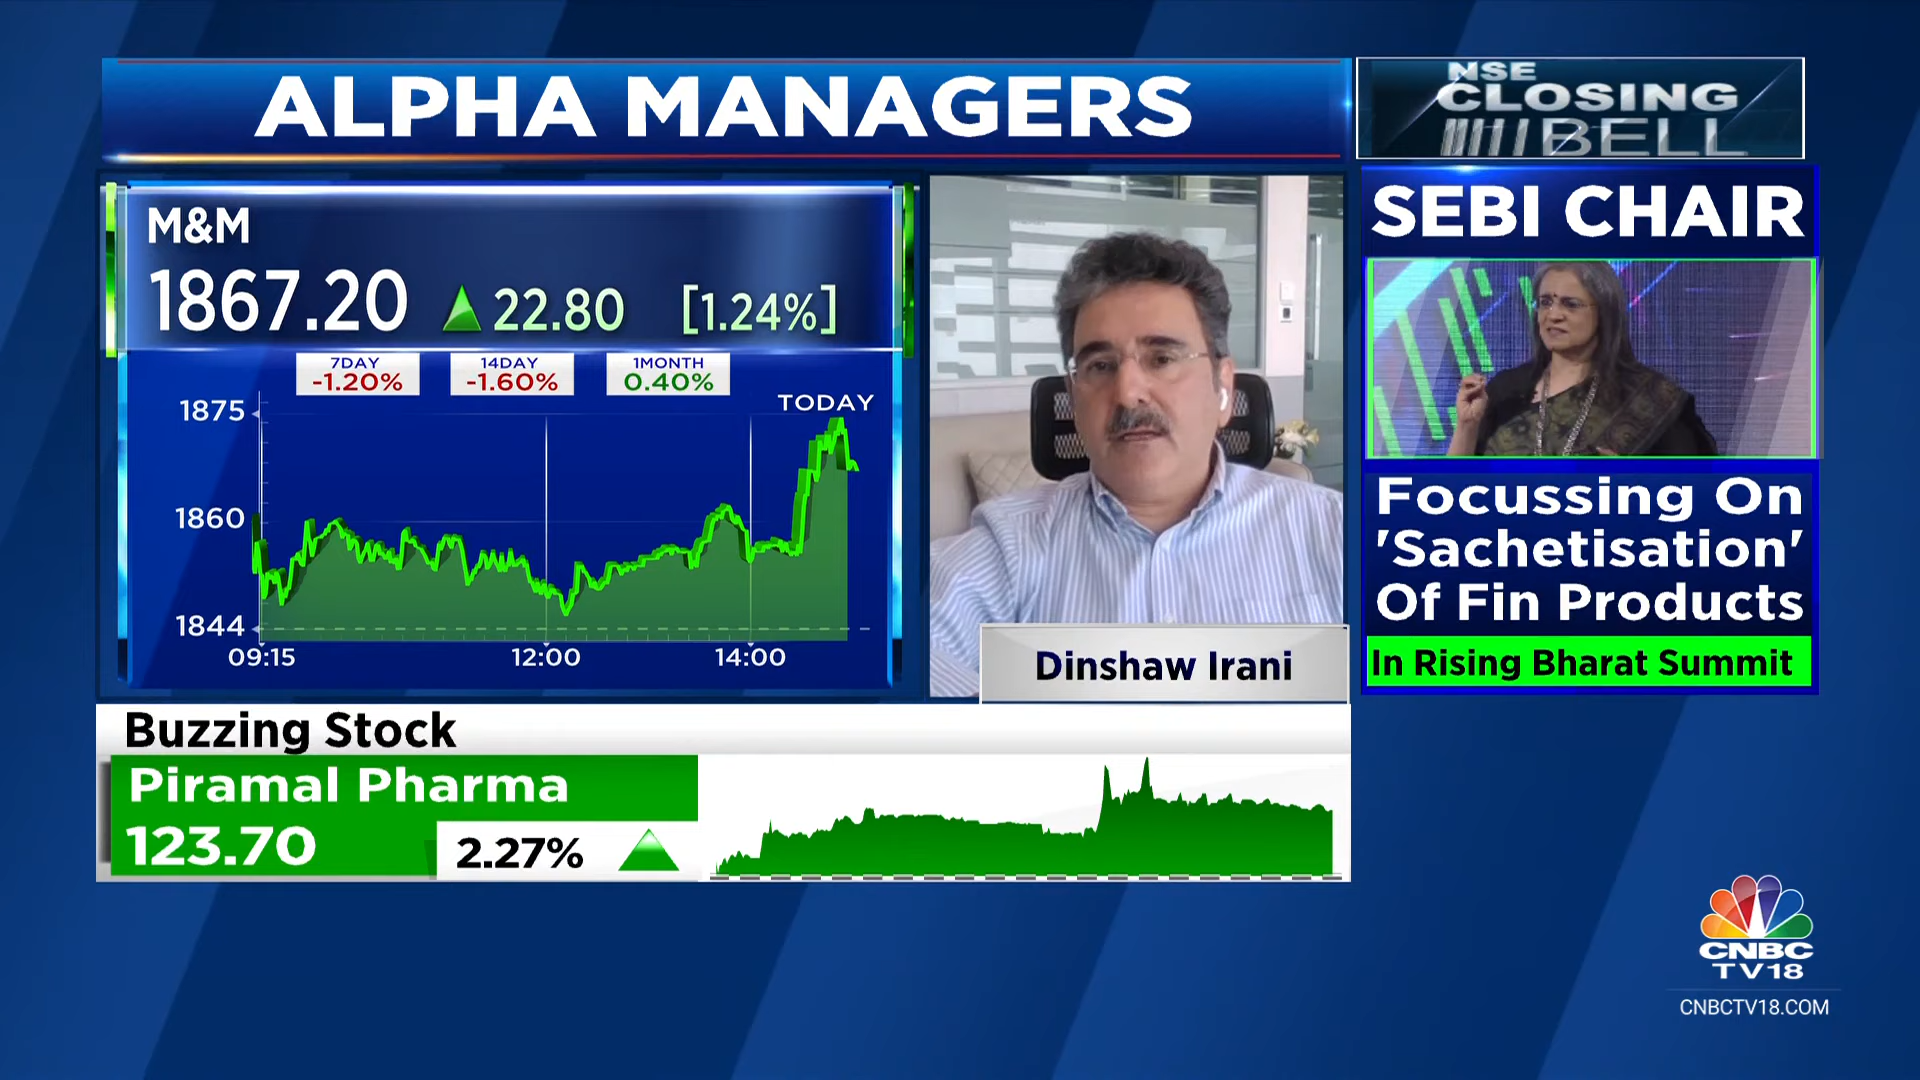 ALPHA MANAGERS
NSE
CLOSING
BELL
M&M
1867.20 22.80 [1.24%]
7DAY
-1.20%
14DAY
-1.60%
1MONTH
0.40%
TODAY
1875
1860
1844
09:15 12:00 14:00
Dinshaw Irani
SEBI CHAIR
Focussing On
'Sachetisation'
Of Fin Products
In Rising Bharat Summit
Buzzing Stock
Piramal Pharma
123.70 2.27%
CNBC
TV18
CNBCTV18.COM